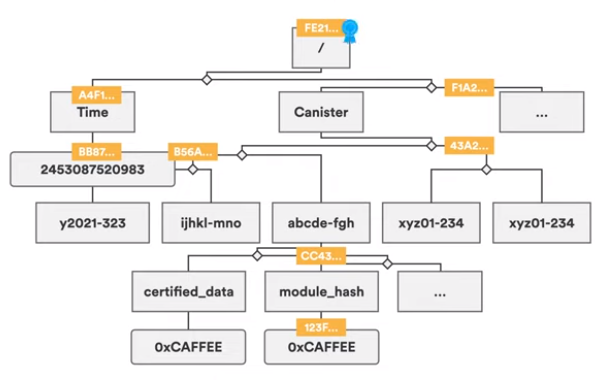 FE21...
/
A4F1...
F1A2...
Time
Canister
...
BB87...
B56A...
43A2...
2453087520983
y2021-323
ijhkl-mno
abcde-fgh
xyz01-234
xyz01-234
CC43...
certified_data
module_hash
...
123F...
0xCAFFEE
0xCAFFEE